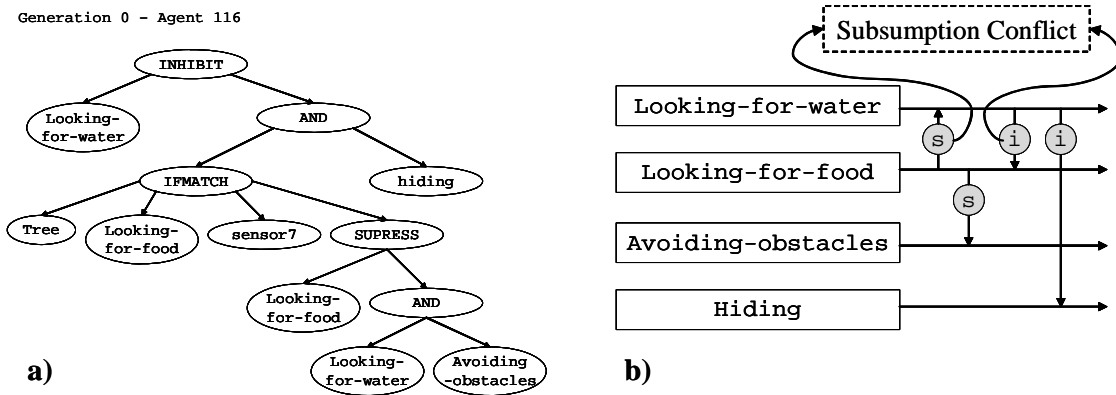 Generation 0 - Agent 116
INHIBIT
Looking-
for-water
AND
IFMATCH
hiding
Tree
Looking-
for-food
sensor7
SUPRESS
Looking-
for-food
AND
Looking-
for-water
Avoiding
-obstacles
a)
Subsumption Conflict
Looking-for-water
s
i
i
Looking-for-food
s
Avoiding-obstacles
Hiding
b)